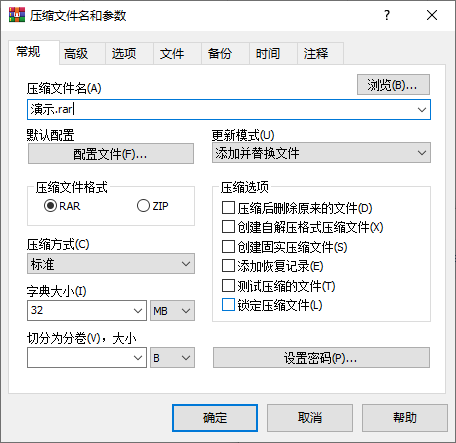 压缩文件名和参数
常规 高级 选项 文件 备份 时间 注释
压缩文件名(A)
浏览(B)...
演示.rar
默认配置
配置文件(F)...
更新模式(U)
添加并替换文件
压缩文件格式
RAR ZIP
压缩选项
压缩后删除原来的文件(D)
创建自解压格式压缩文件(X)
创建固实压缩文件(S)
添加恢复记录(E)
测试压缩的文件(T)
锁定压缩文件(L)
压缩方式(C)
标准
字典大小(I)
32 MB
切分为分卷(V)，大小
B
设置密码(P)...
确定 取消 帮助